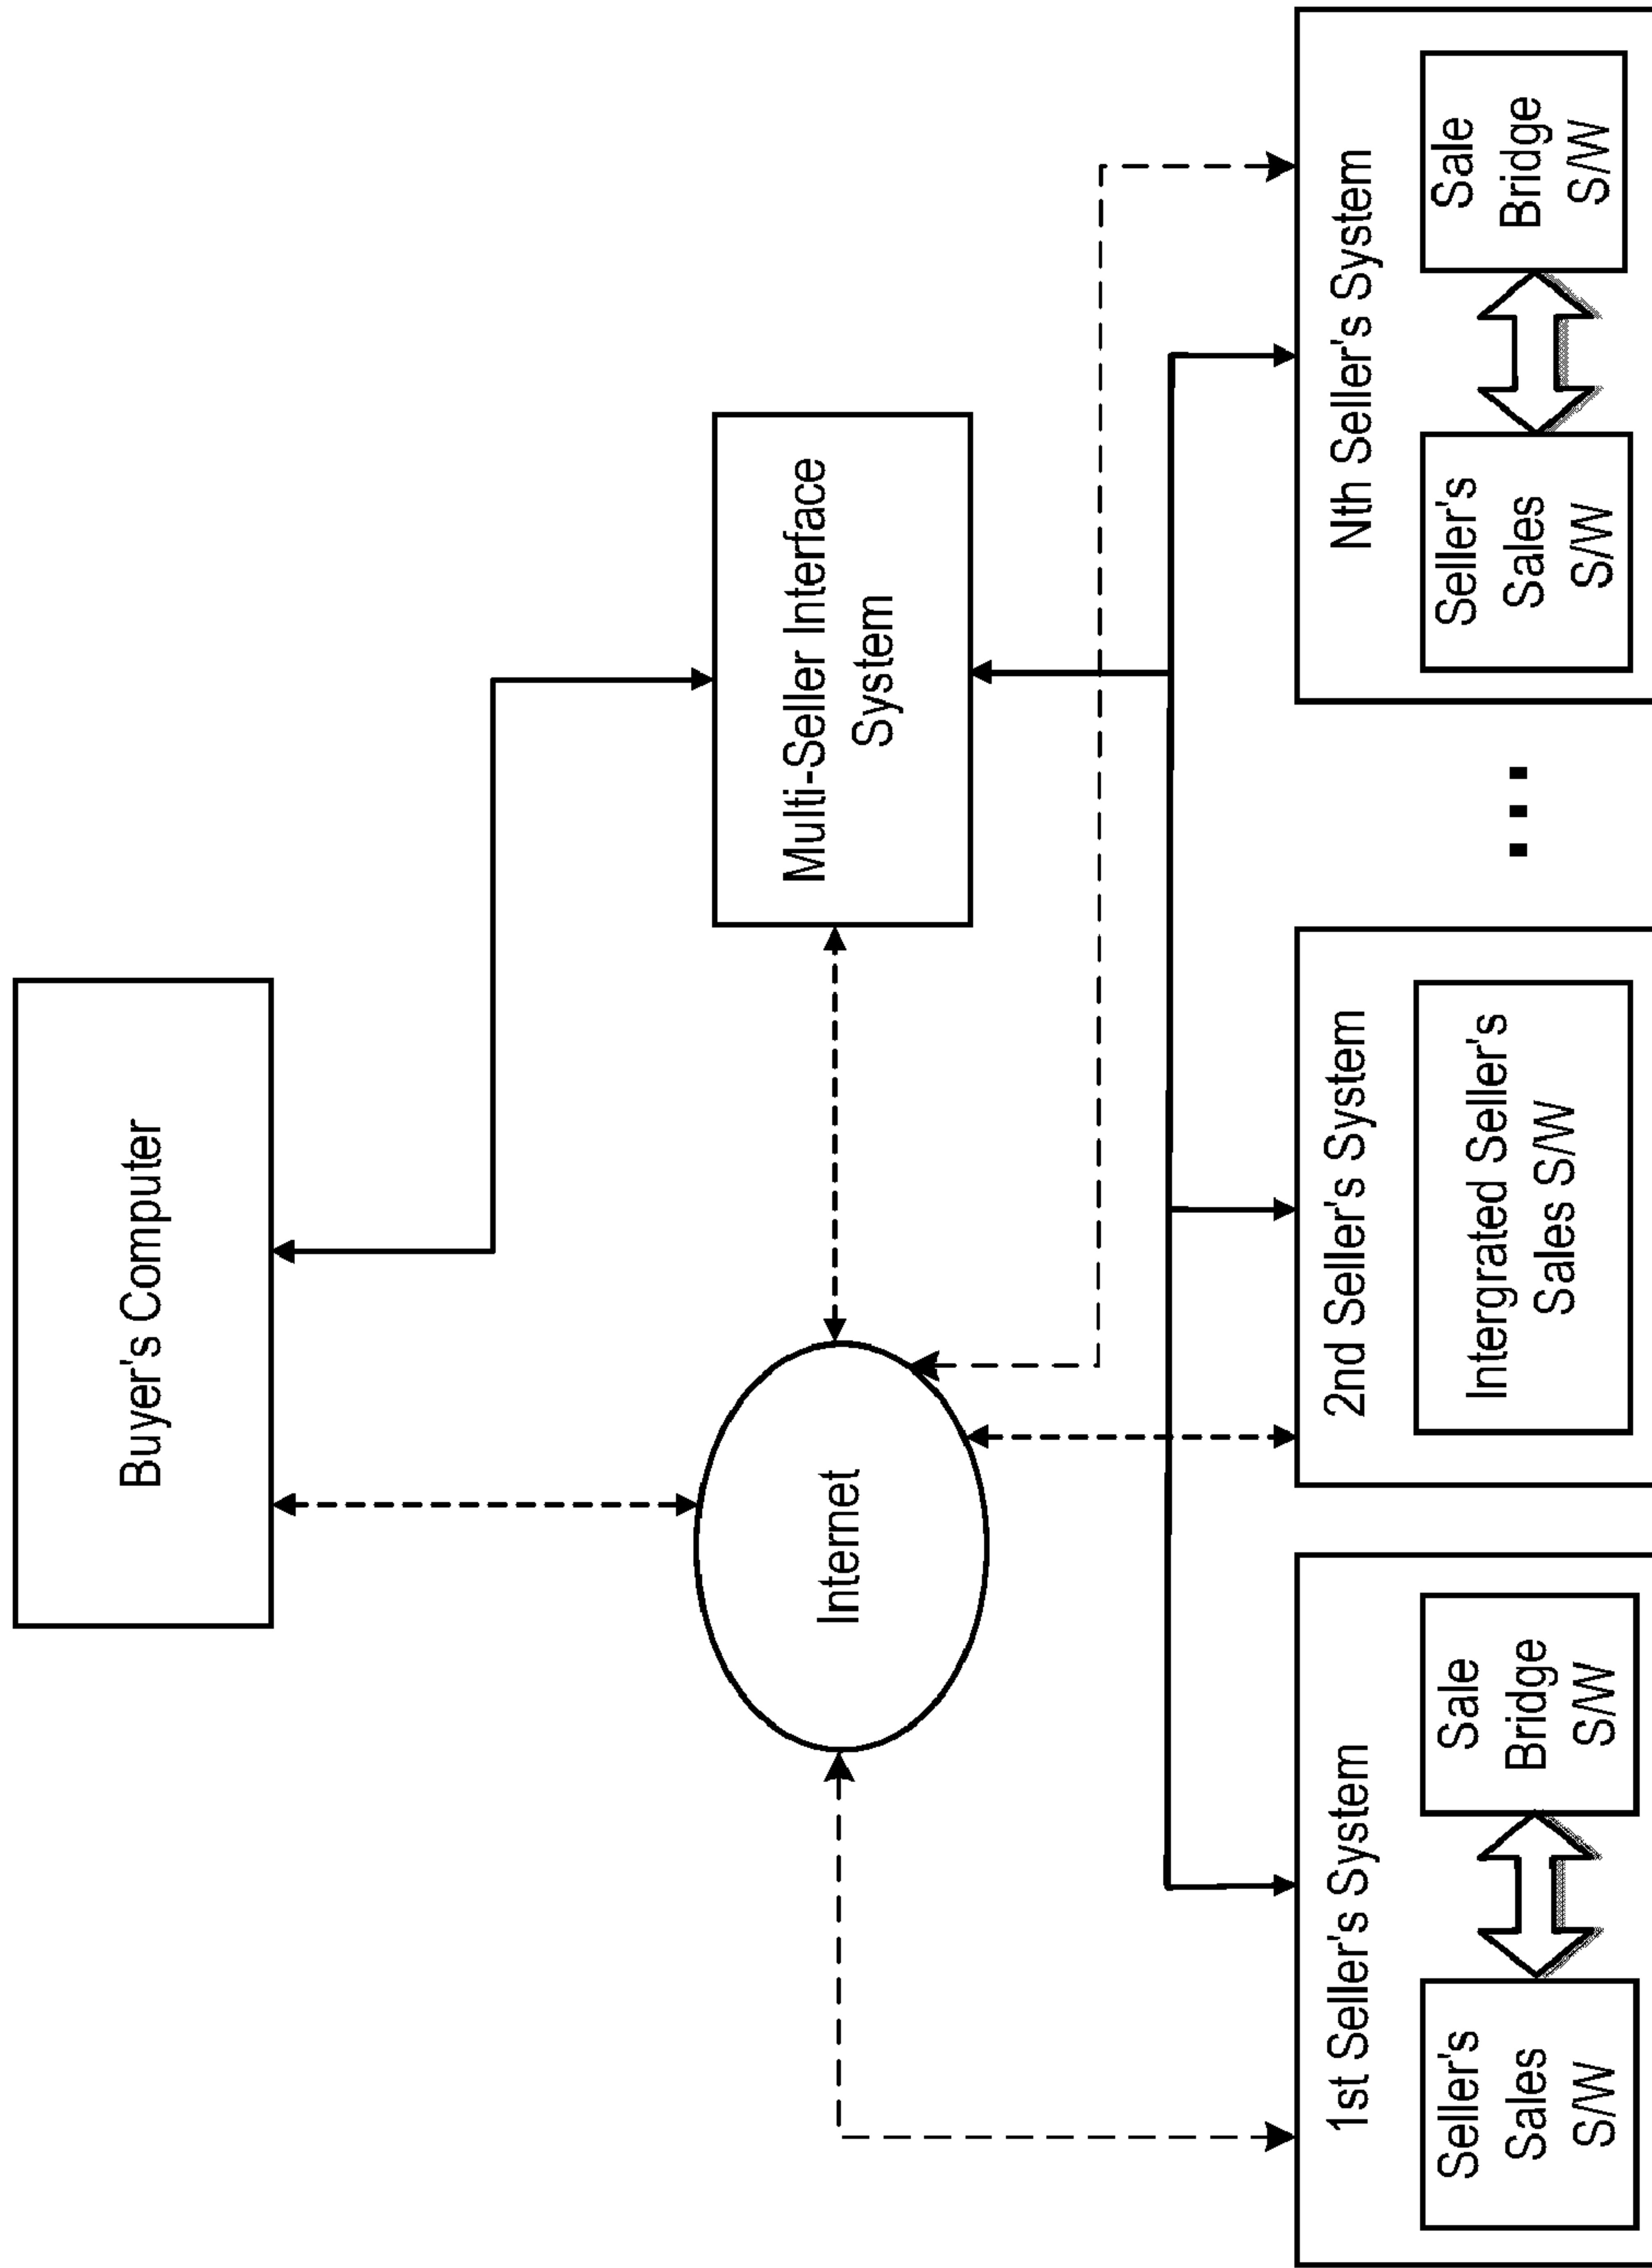 Buyer's Computer
Internet
Multi-Seller Interface
System
1st Seller's System
Seller's
Sales
S/W
Sale
Bridge
S/W
2nd Seller's System
Intergrated Seller's
Sales S/W
...
Nth Seller's System
Seller's
Sales
S/W
Sale
Bridge
S/W